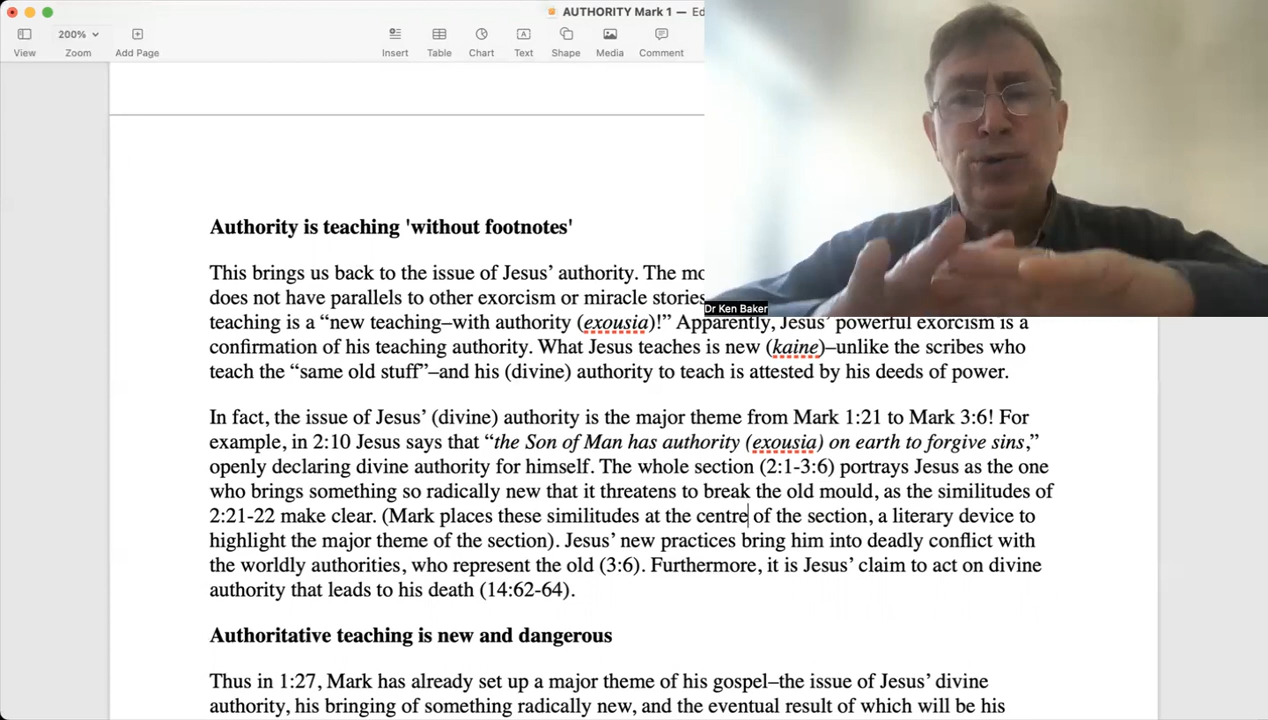 AUTHORITY Mark 1 — Ed
200%
View
Zoom
Add Page
Insert
Table
Chart
Text
Shape
Media
Comment
Dr Ken Baker
Authority is teaching 'without footnotes'
This brings us back to the issue of Jesus’ authority. The mo
does not have parallels to other exorcism or miracle stories
teaching is a “new teaching–with authority (exousia)!” Apparently, Jesus’ powerful exorcism is a
confirmation of his teaching authority. What Jesus teaches is new (kaine)–unlike the scribes who
teach the “same old stuff”–and his (divine) authority to teach is attested by his deeds of power.
In fact, the issue of Jesus’ (divine) authority is the major theme from Mark 1:21 to Mark 3:6! For
example, in 2:10 Jesus says that “the Son of Man has authority (exousia) on earth to forgive sins,”
openly declaring divine authority for himself. The whole section (2:1-3:6) portrays Jesus as the one
who brings something so radically new that it threatens to break the old mould, as the similitudes of
2:21-22 make clear. (Mark places these similitudes at the centre of the section, a literary device to
highlight the major theme of the section). Jesus’ new practices bring him into deadly conflict with
the worldly authorities, who represent the old (3:6). Furthermore, it is Jesus’ claim to act on divine
authority that leads to his death (14:62-64).
Authoritative teaching is new and dangerous
Thus in 1:27, Mark has already set up a major theme of his gospel–the issue of Jesus’ divine
authority, his bringing of something radically new, and the eventual result of which will be his